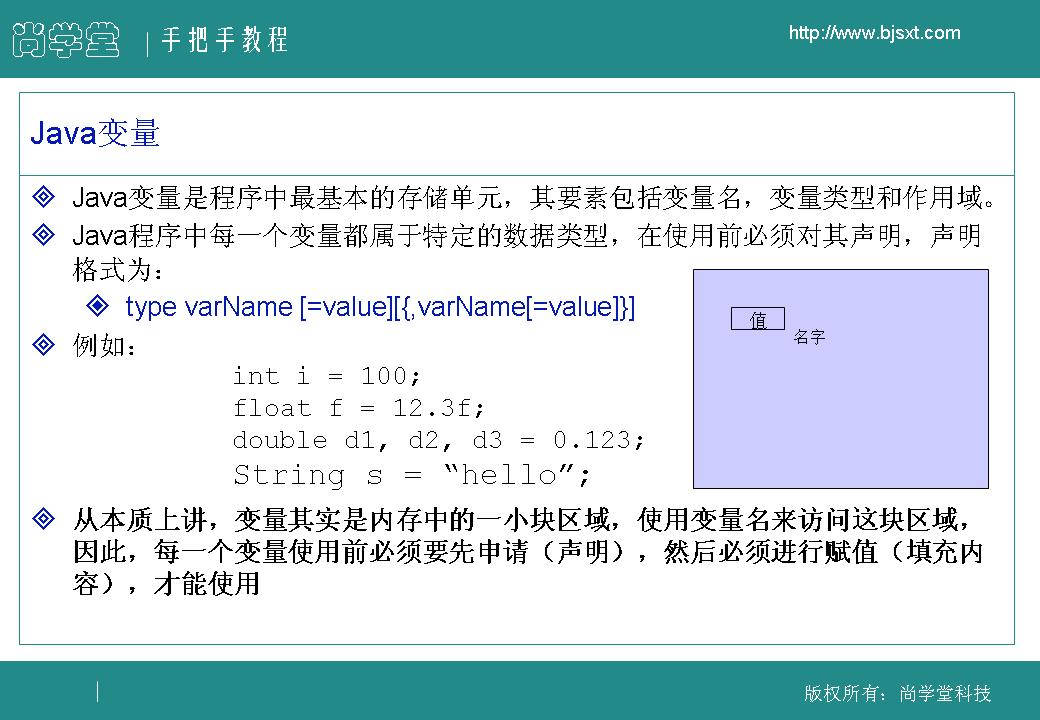 尚学堂
手把手教程
http://www.bjsxt.com
Java变量
Java变量是程序中最基本的存储单元，其要素包括变量名，变量类型和作用域。
Java程序中每一个变量都属于特定的数据类型，在使用前必须对其声明，声明
格式为：
type varName [=value][{,varName[=value]}]
值
名字
例如：
int i = 100;
float f = 12.3f;
double d1, d2, d3 = 0.123;
String s = “hello”;
从本质上讲，变量其实是内存中的一小块区域，使用变量名来访问这块区域，
因此，每一个变量使用前必须要先申请（声明），然后必须进行赋值（填充内
容），才能使用
版权所有：尚学堂科技